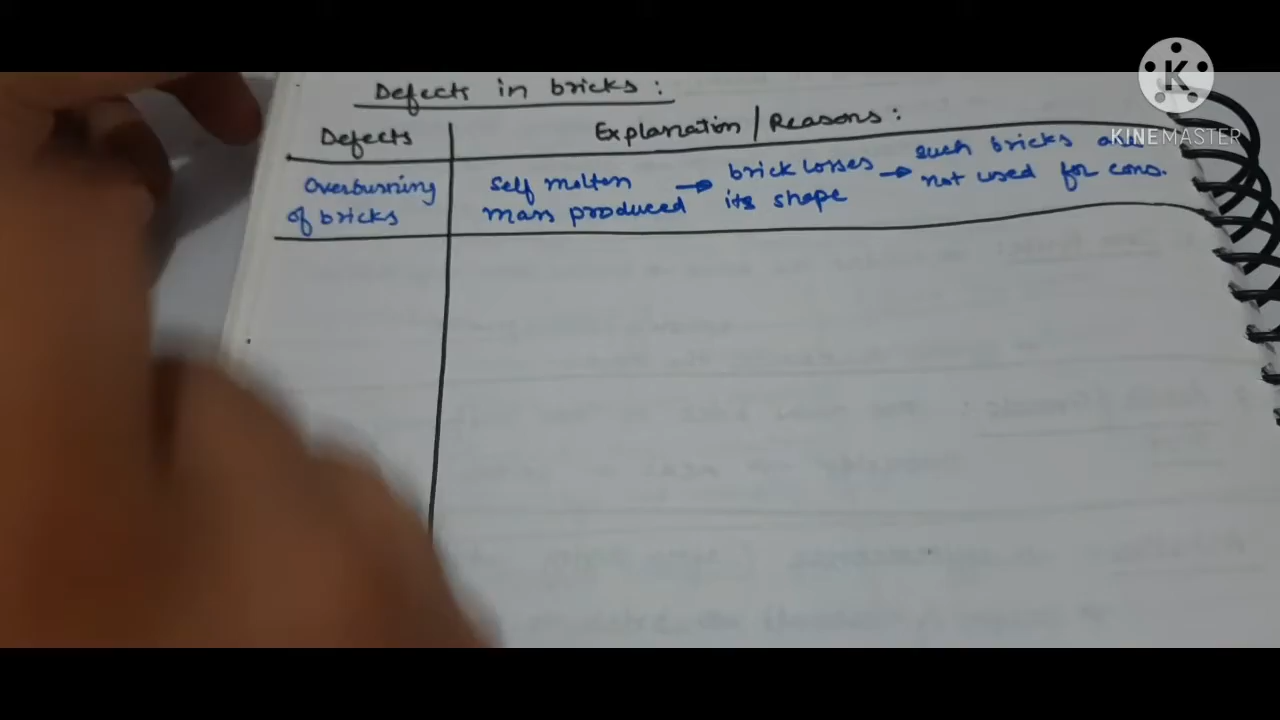 Defects in bricks:
Defects
Explanation / Reasons:
Overburning
of bricks
self molten
mass produced →
brick losses
its shape →
such bricks are
not used for cons.
K
KINEMASTER